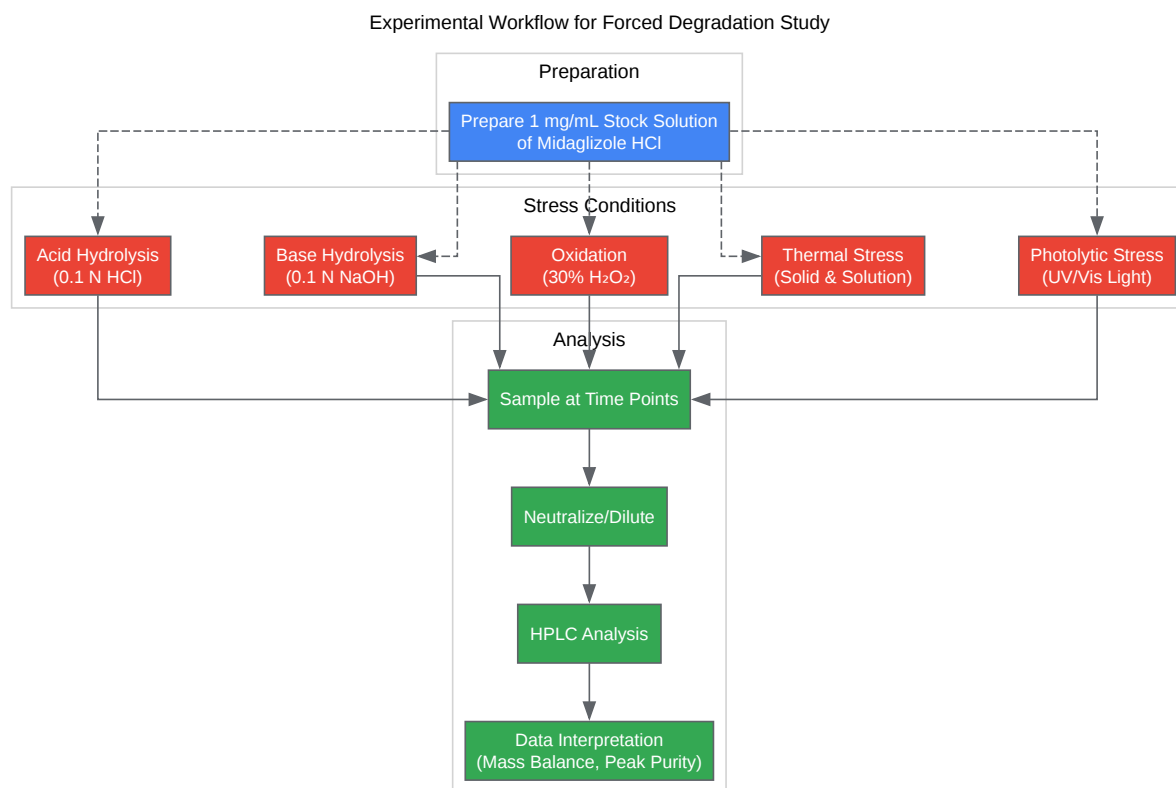 Experimental Workflow for Forced Degradation Study
Preparation
Prepare 1 mg/mL Stock Solution
of Midaglizole HCl
Stress Conditions
Acid Hydrolysis
(0.1 N HCl)
Base Hydrolysis
(0.1 N NaOH)
Oxidation
(30% H₂O₂)
Thermal Stress
(Solid & Solution)
Photolytic Stress
(UV/Vis Light)
Analysis
Sample at Time Points
Neutralize/Dilute
HPLC Analysis
Data Interpretation
(Mass Balance, Peak Purity)